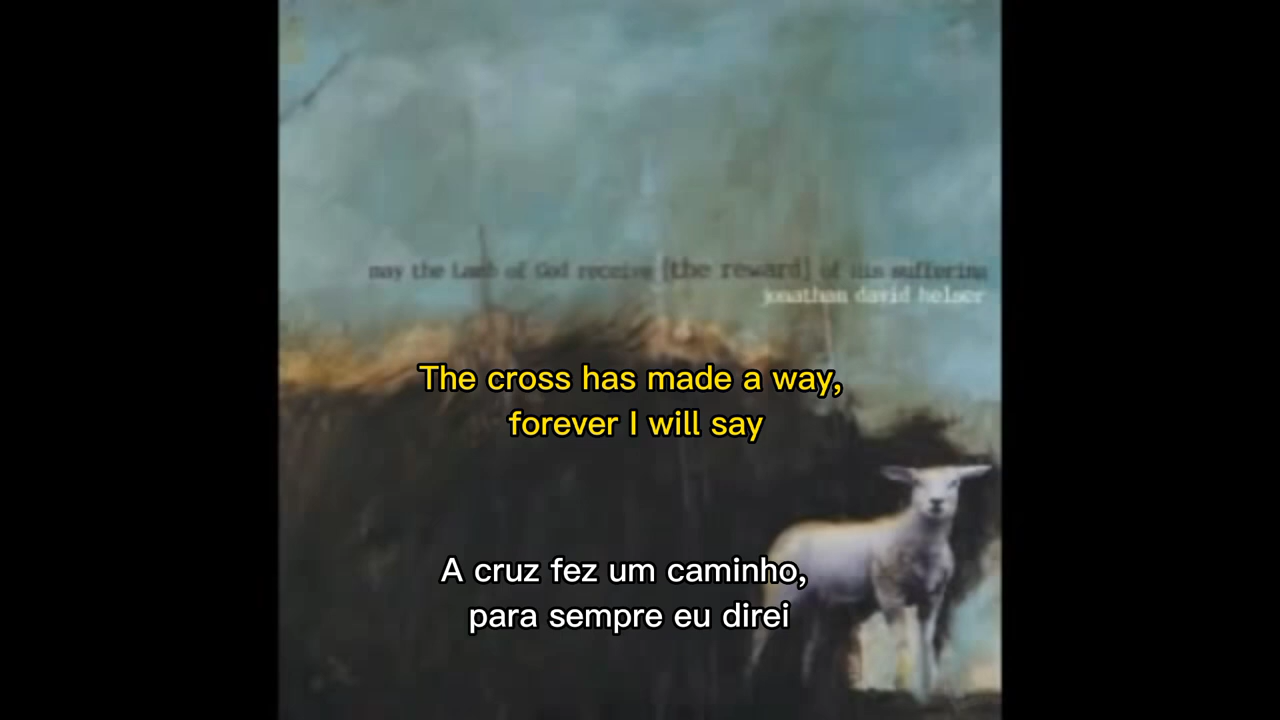 may the Lamb of God receive [the reward] of His suffering
jonathan david helser
The cross has made a way,
forever I will say
A cruz fez um caminho,
para sempre eu direi